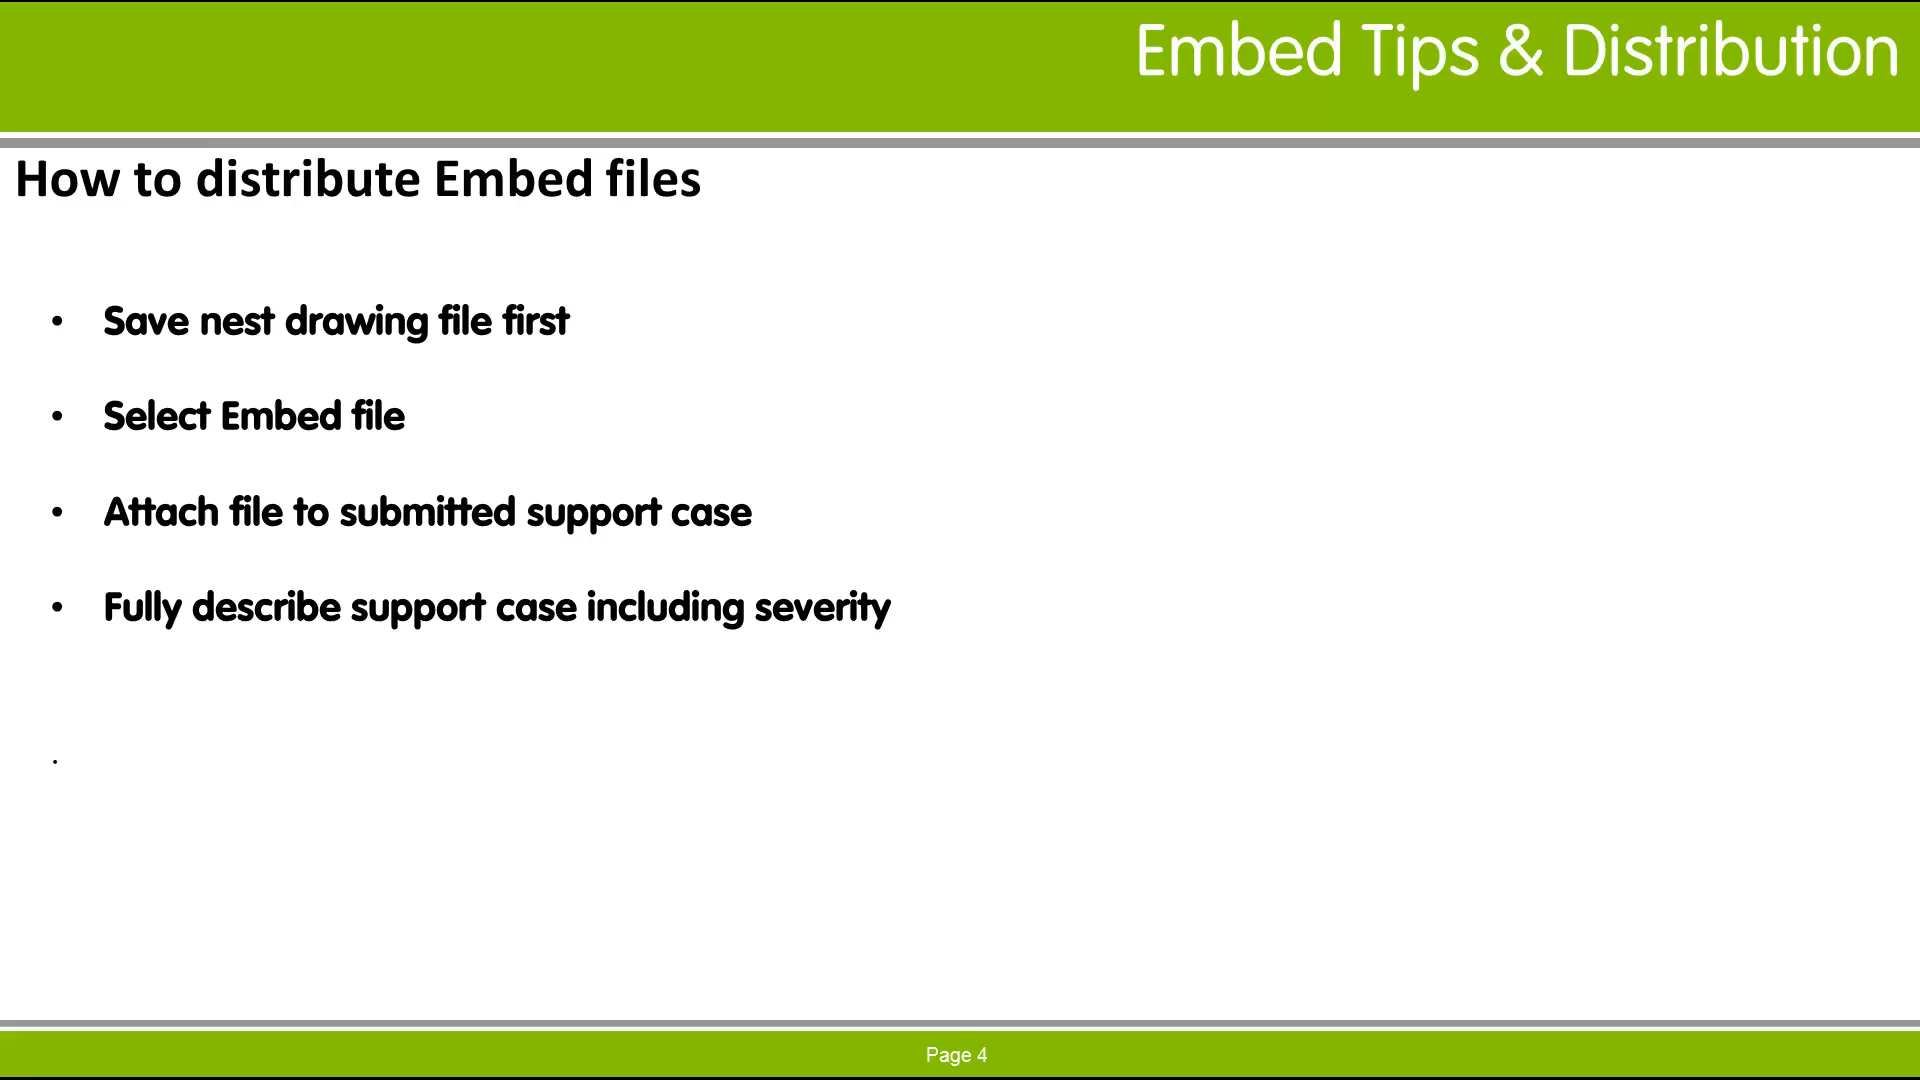 Embed Tips & Distribution
How to distribute Embed files
• Save nest drawing file first
• Select Embed file
• Attach file to submitted support case
• Fully describe support case including severity
.
Page 4